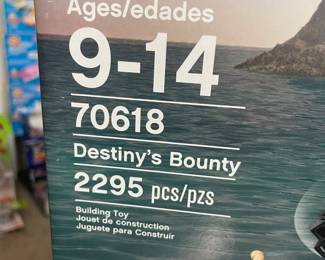 Ages/edades
9-14
70618
Destiny's Bounty
2295 pcs/pzs
Building Toy
Jouet de construction
Juguete para Construir